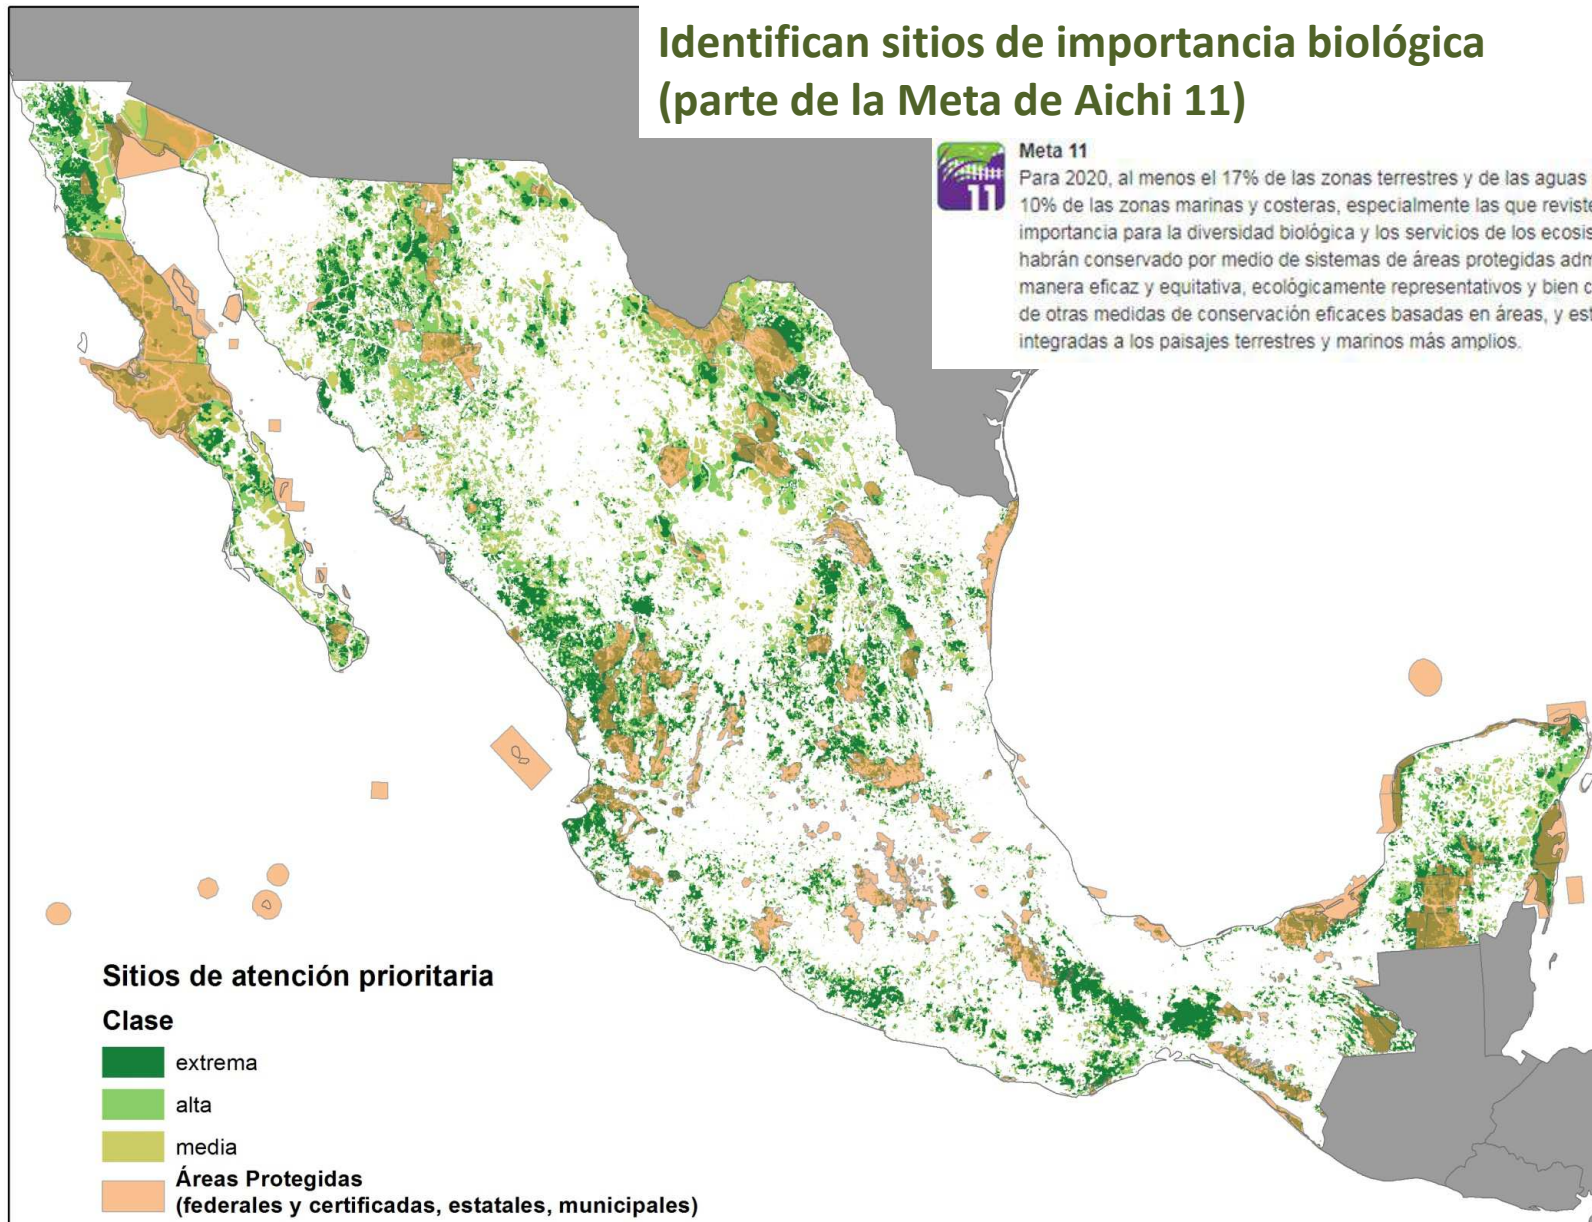 Identifican sitios de importancia biológica
(parte de la Meta de Aichi 11)
11
Meta 11
Para 2020, al menos el 17% de las zonas terrestres y de las aguas
10% de las zonas marinas y costeras, especialmente las que reviste
importancia para la diversidad biológica y los servicios de los ecosis
habrán conservado por medio de sistemas de áreas protegidas adm
manera eficaz y equitativa, ecológicamente representativos y bien c
de otras medidas de conservación eficaces basadas en áreas, y est
integradas a los paisajes terrestres y marinos más amplios.
Sitios de atención prioritaria
Clase
extrema
alta
media
Áreas Protegidas
(federales y certificadas, estatales, municipales)